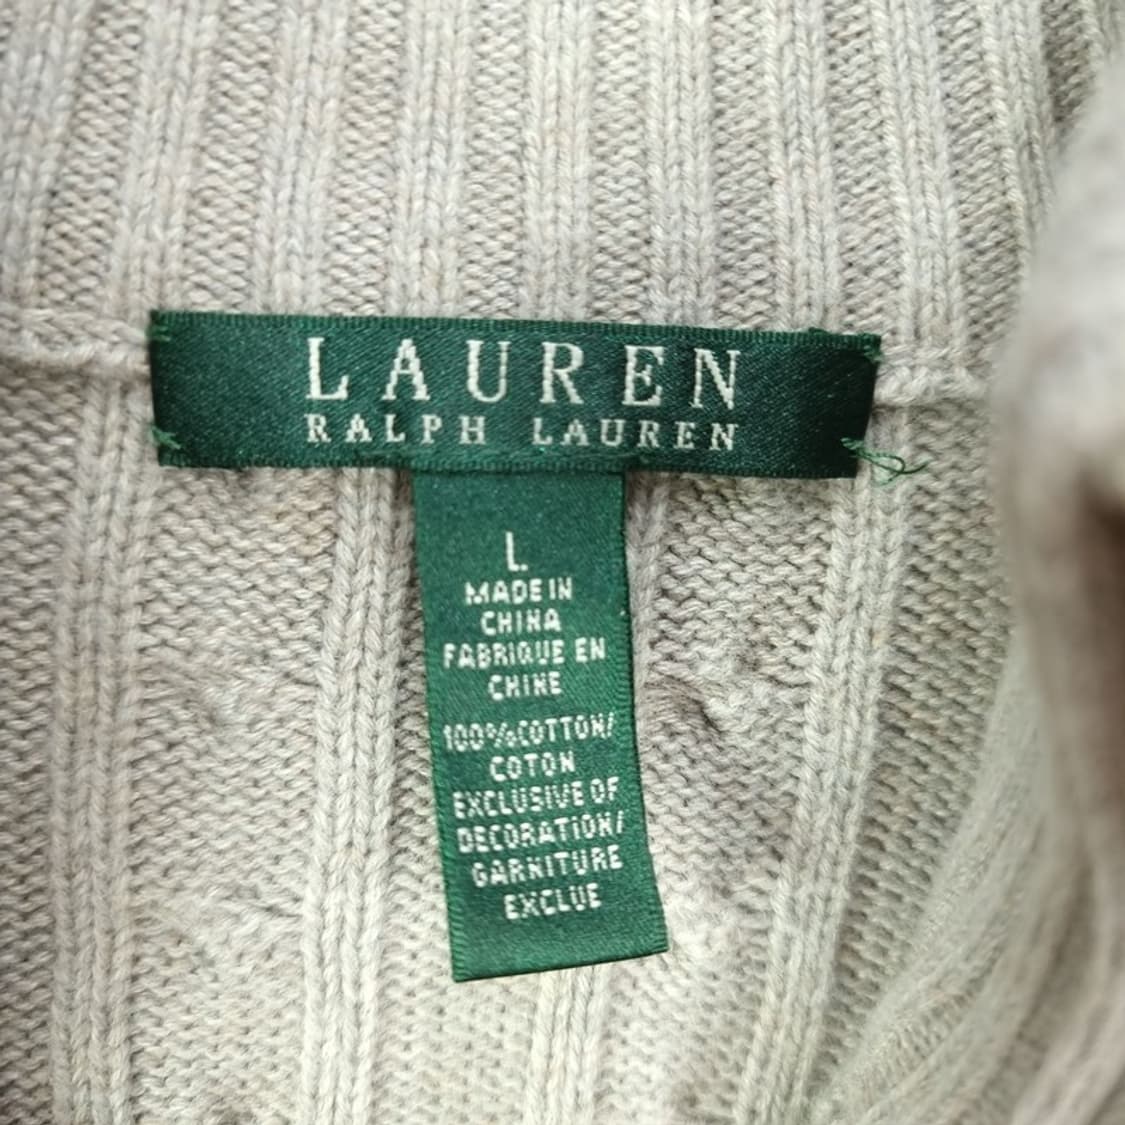 LAUREN
RALPH LAUREN
L
MADE IN
CHINA
FABRIQUE EN
CHINE
100%COTTON/
COTON
EXCLUSIVE OF
DECORATION/
GARNITURE
EXCLUE